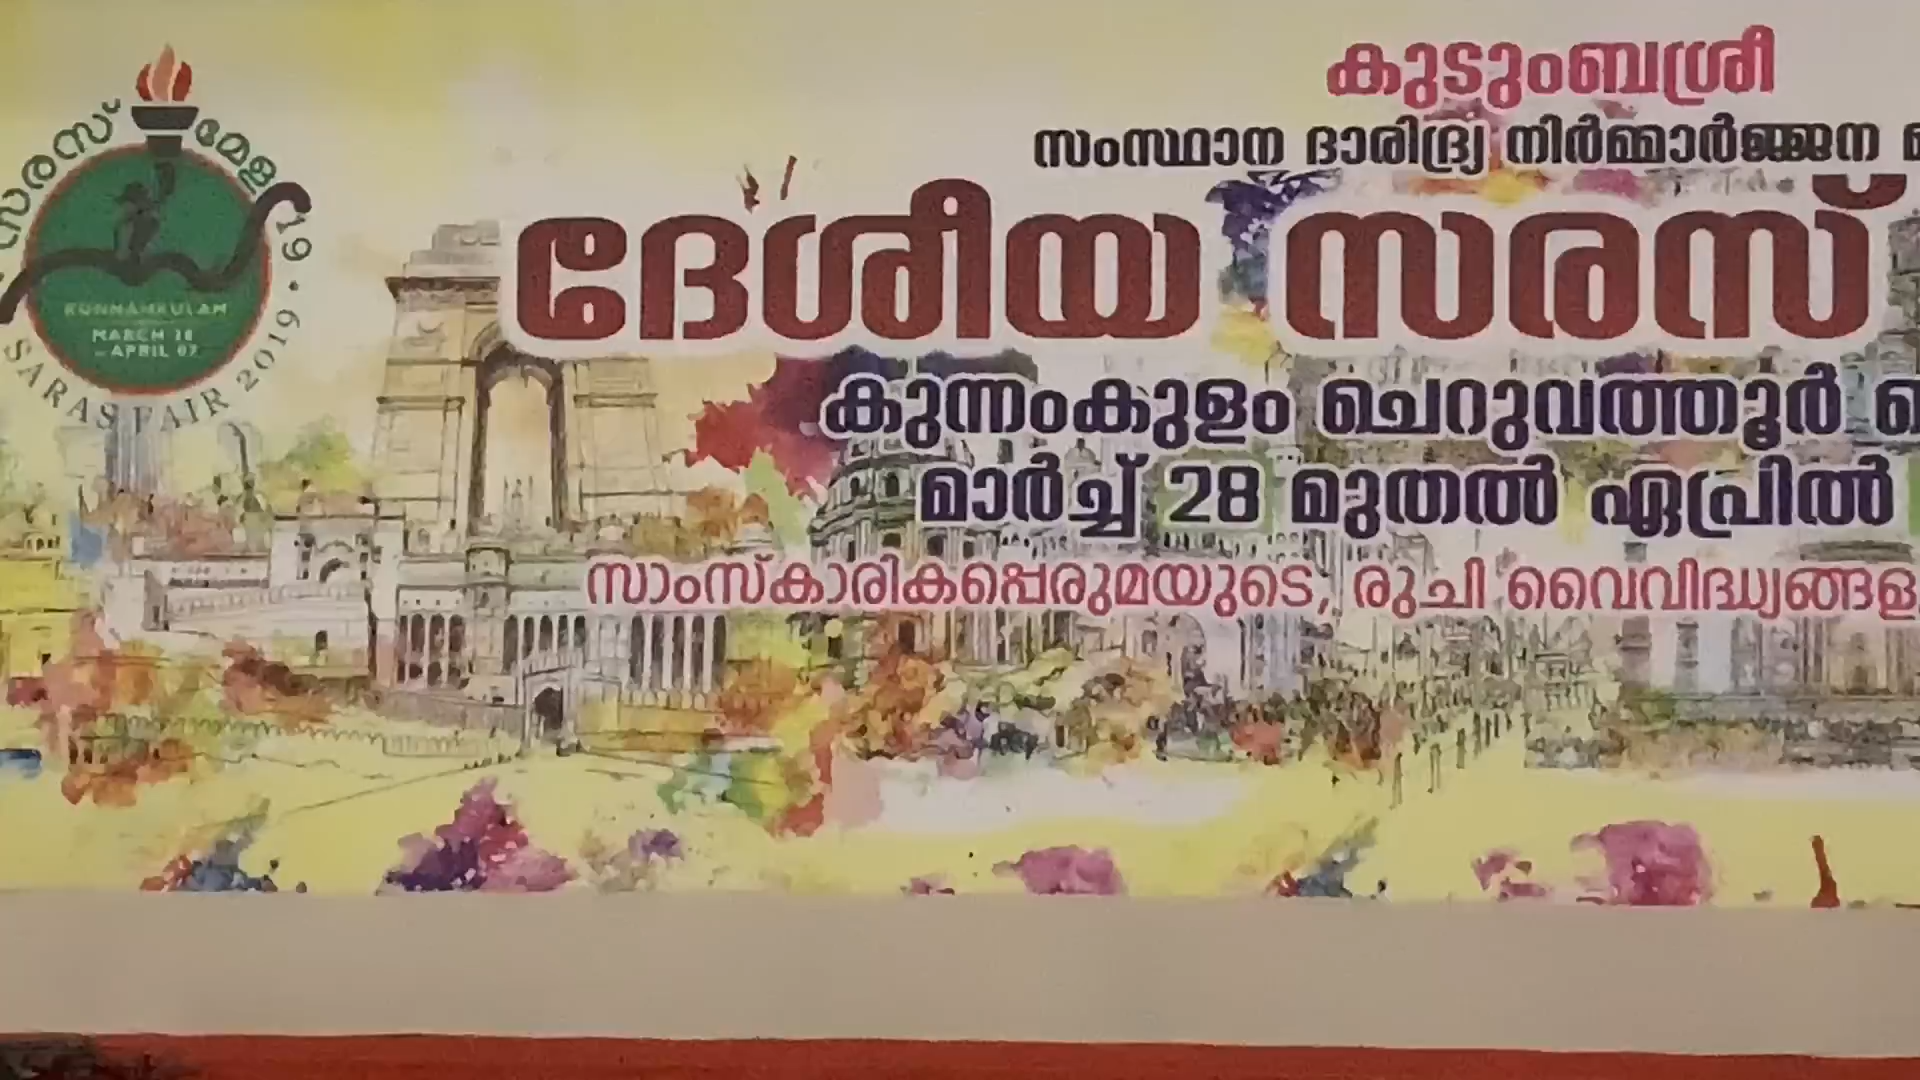 സരസ് മേള 19
KUNNAMKULAM
MARCH 28
- APRIL 07
SARAS FAIR 2019
കുടുംബശ്രീ
സംസ്ഥാന ദാരിദ്ര്യ നിർമ്മാർജ്ജന
ദേശീയ സരസ്
കുന്നംകുളം ചെറുവത്തൂർ
മാർച്ച് 28 മുതൽ ഏപ്രിൽ
സാംസ്കാരികപ്പെരുമയുടെ, രുചി വൈവിദ്ധ്യങ്ങള